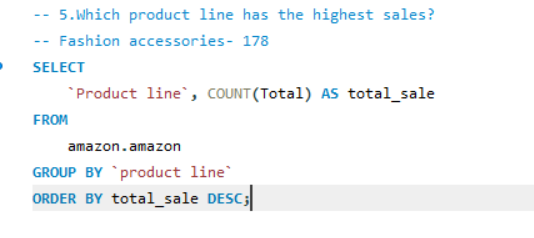 -- 5.Which product line has the highest sales?
-- Fashion accessories- 178
SELECT
`Product line`, COUNT(Total) AS total_sale
FROM
amazon.amazon
GROUP BY `product line`
ORDER BY total_sale DESC;